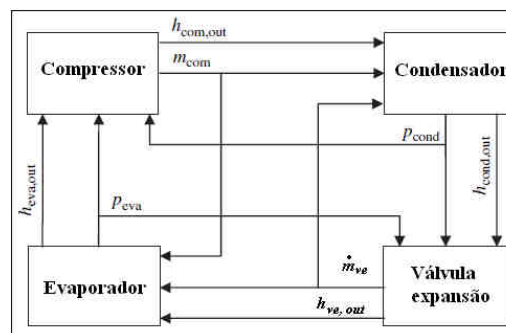 h_com,out
Compressor
m_com
Condensador
p_cond
h_eva,out
h_cond,out
p_eva
Evaporador
ṁ_ve
Válvula
expansão
h_ve, out